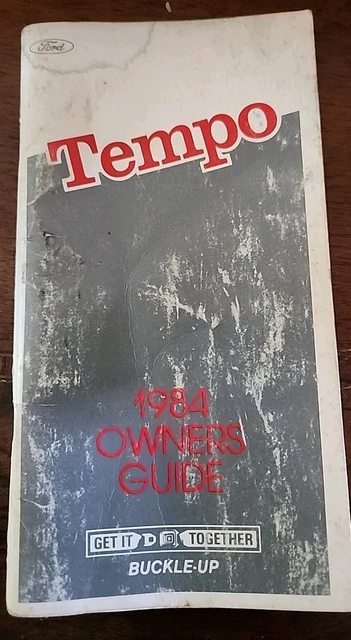 Ford
Tempo
1984
OWNERS
GUIDE
GET IT TOGETHER
BUCKLE-UP